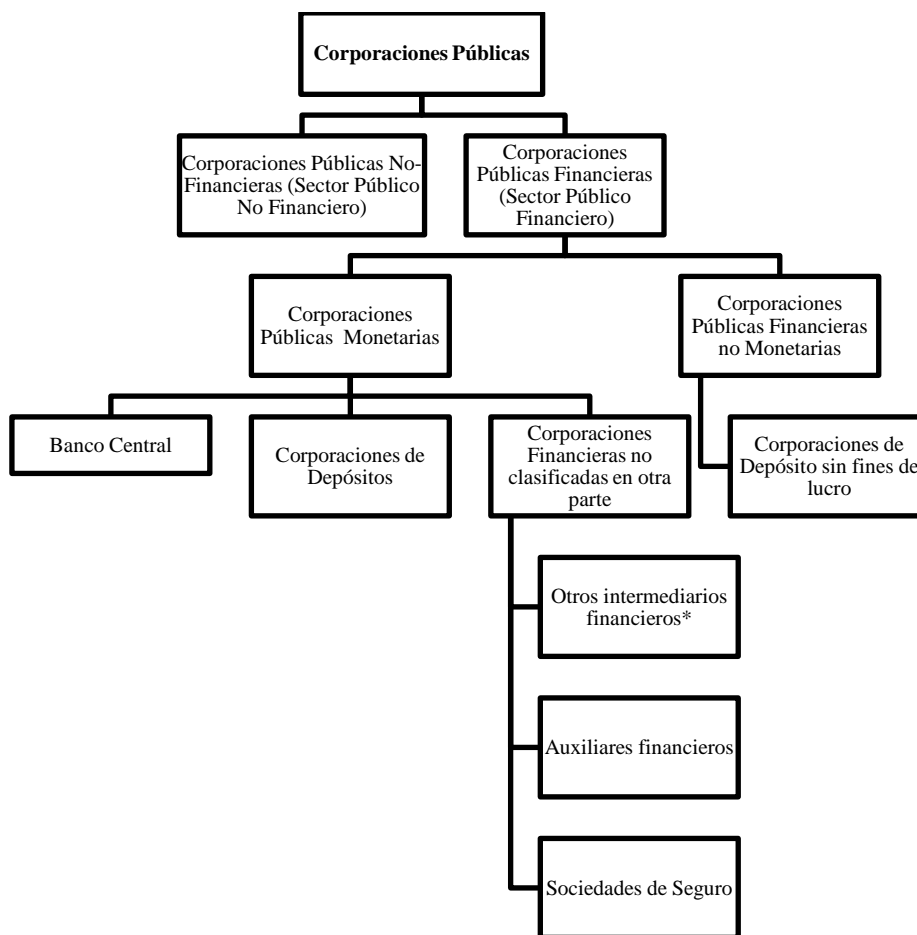 Corporaciones Públicas
Corporaciones Públicas No-
Financieras (Sector Público
No Financiero)
Corporaciones
Públicas Financieras
(Sector Público
Financiero)
Corporaciones
Públicas Monetarias
Corporaciones
Públicas Financieras
no Monetarias
Banco Central
Corporaciones de
Depósitos
Corporaciones
Financieras no
clasificadas en otra
parte
Corporaciones de
Depósito sin fines de
lucro
Otros intermediarios
financieros*
Auxiliares financieros
Sociedades de Seguro